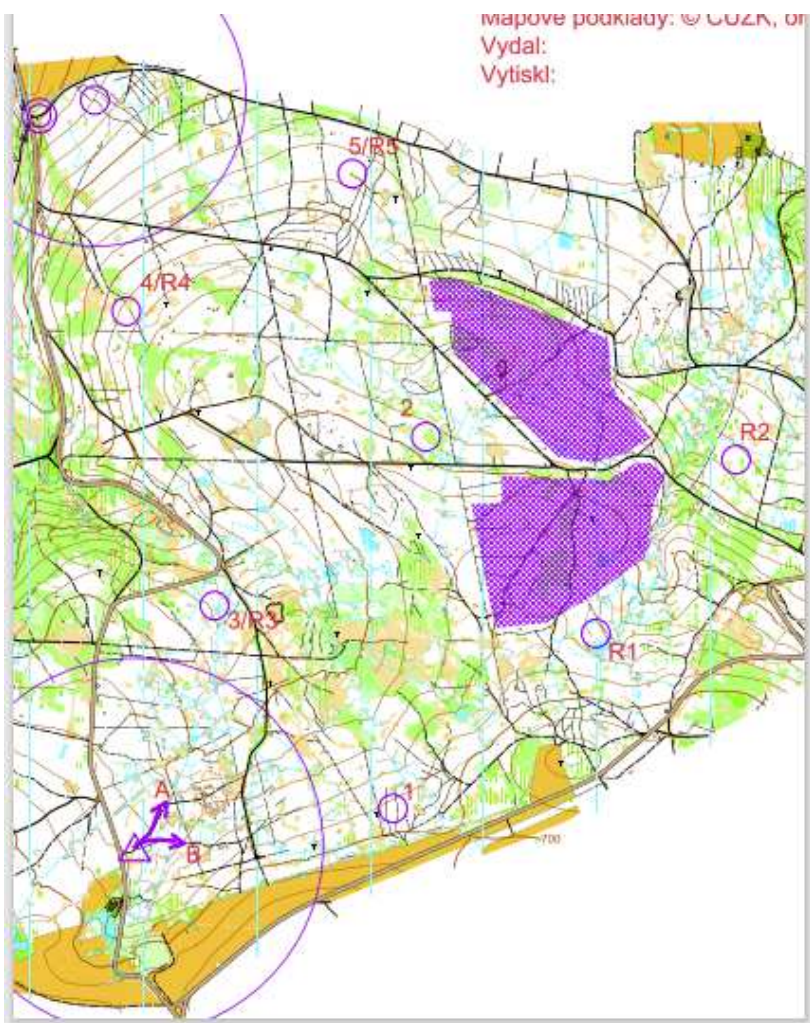 Mapové podklady: © ČÚZK, or
Vydal:
Vytiskl:
5/R5
4/R4
2
R2
3/R3
R1
A
1
B
700